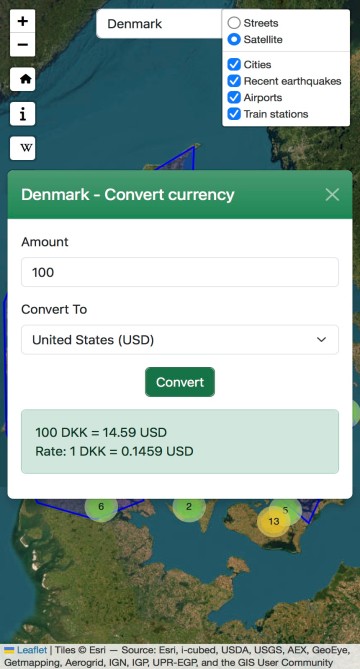 +
Denmark
Streets
Satellite
−
Cities
Recent earthquakes
Airports
Train stations
i
W
Denmark - Convert currency
Amount
100
Convert To
United States (USD)
Convert
100 DKK = 14.59 USD
Rate: 1 DKK = 0.1459 USD
6
2
5
13
Leaflet | Tiles © Esri — Source: Esri, i-cubed, USDA, USGS, AEX, GeoEye,
Getmapping, Aerogrid, IGN, IGP, UPR-EGP, and the GIS User Community